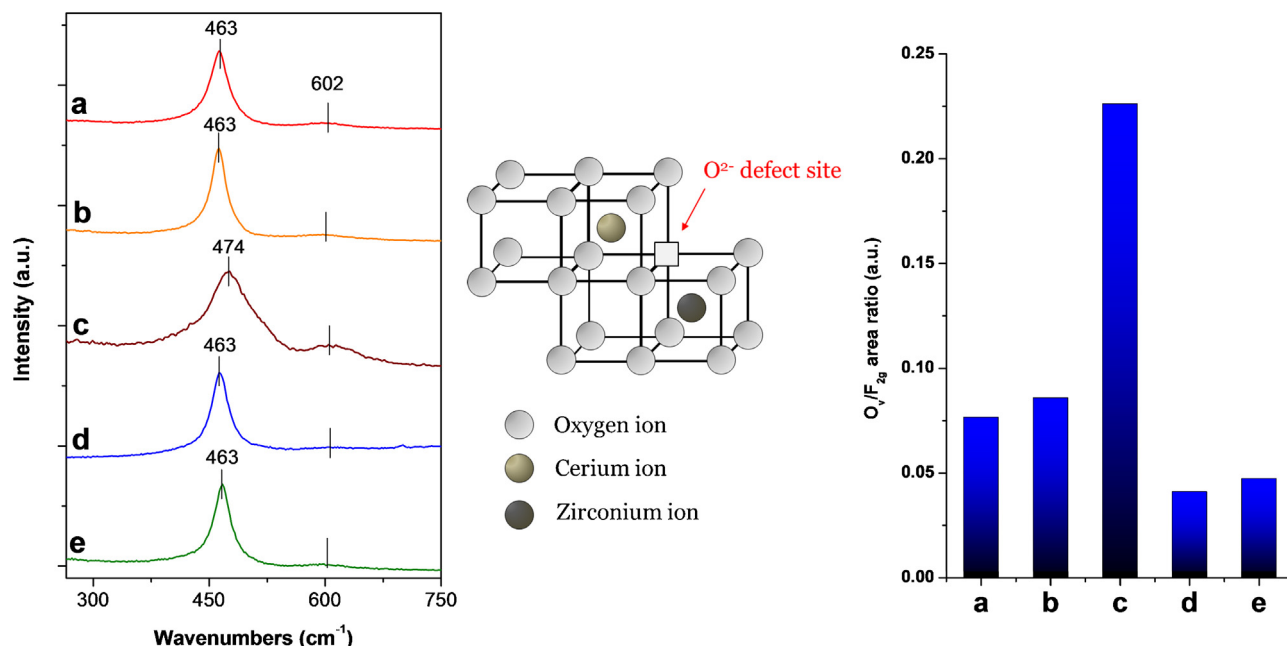 463
602
a
463
b
474
c
463
d
463
e
Intensity (a.u.)
300
450
600
750
Wavenumbers (cm⁻¹)
O²⁻ defect site
Oxygen ion
Cerium ion
Zirconium ion
0.25
0.20
0.15
0.10
0.05
0.00
Oᵥ/F₂g area ratio (a.u.)
a
b
c
d
e